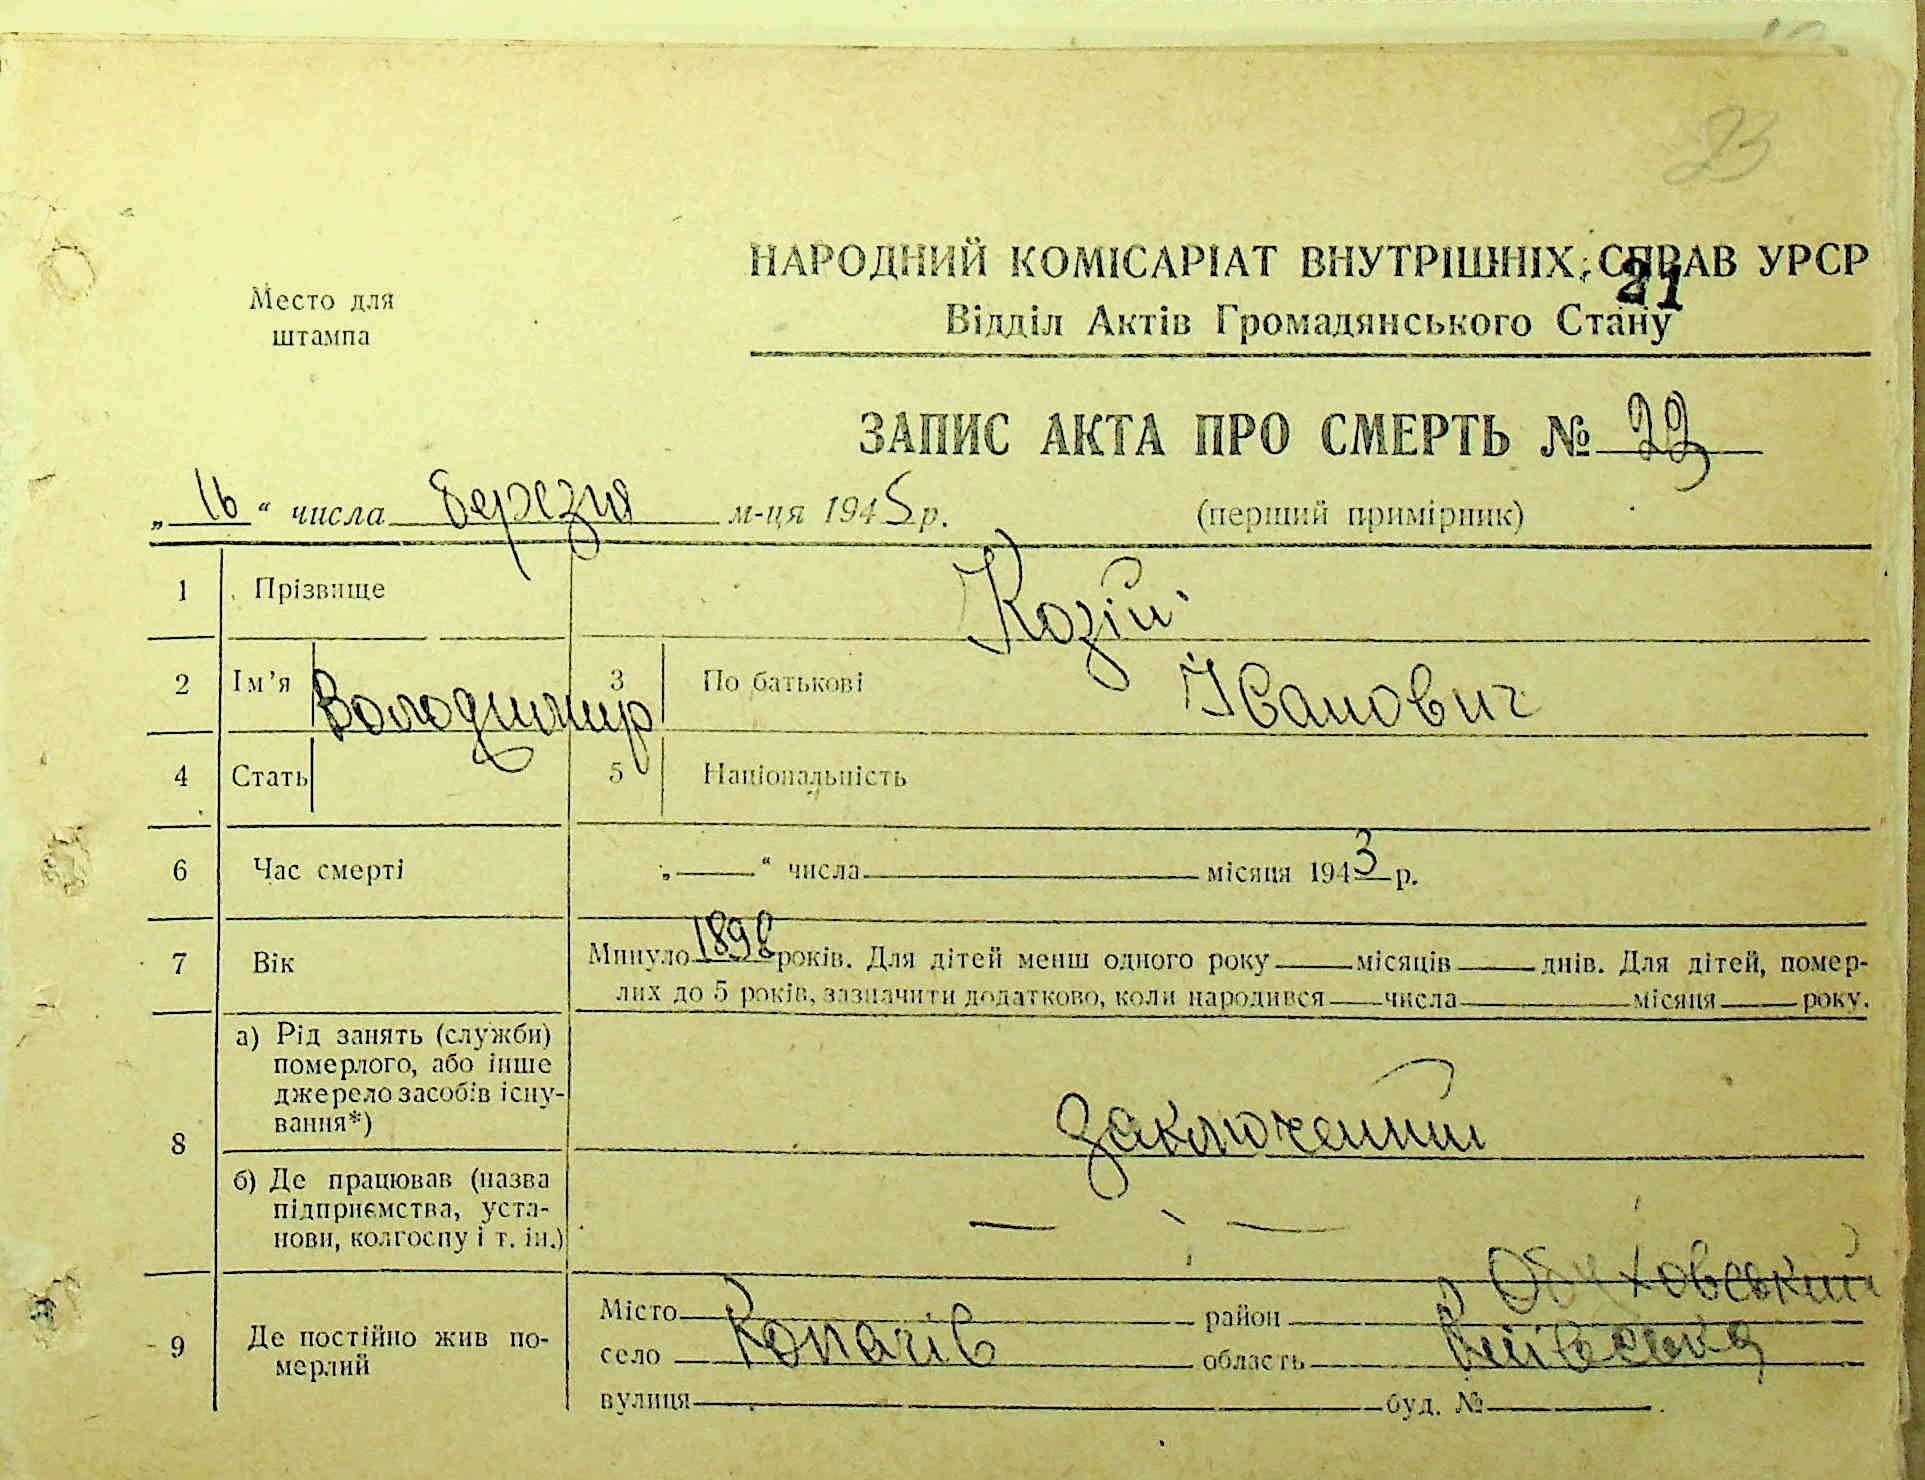 23
НАРОДНИЙ КОМІСАРІАТ ВНУТРІШНІХ СПРАВ УРСР
21
Место для
штампа
Відділ Актів Громадянського Стану
ЗАПИС АКТА ПРО СМЕРТЬ № 22
„ 16 “ числа березня м-ця 1945 р. (перший примірник)
1 Прізвище Козій
2 Ім’я Володимир 3 По батькові Іванович
4 Стать 5 Національність
6 Час смерті „ “ числа місяця 1943 р.
7 Вік Минуло 1898 років. Для дітей менш одного року місяців днів. Для дітей, помер-
лих до 5 років, зазначити додатково, коли народився числа місяця року.
8 а) Рід занять (служби)
померлого, або інше
джерело засобів існу-
вання*)
заключений
б) Де працював (назва
підприємства, уста-
нови, колгоспу і т. ін.)
— " —
9 Де постійно жив по-
мерлий
Місто район Обуховський
село Копачів область Київська
вулиця буд. №